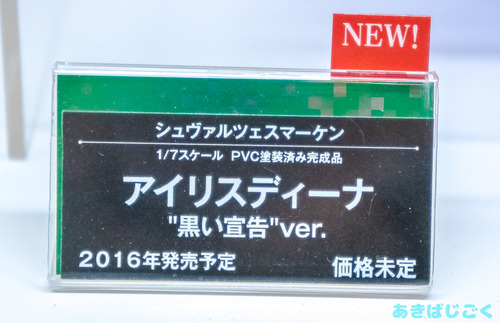 NEW!
シュヴァルツェスマーケン
1/7スケール PVC塗装済み完成品
アイリスディーナ
"黒い宣告"ver.
2016年発売予定 価格未定
あきばじごく